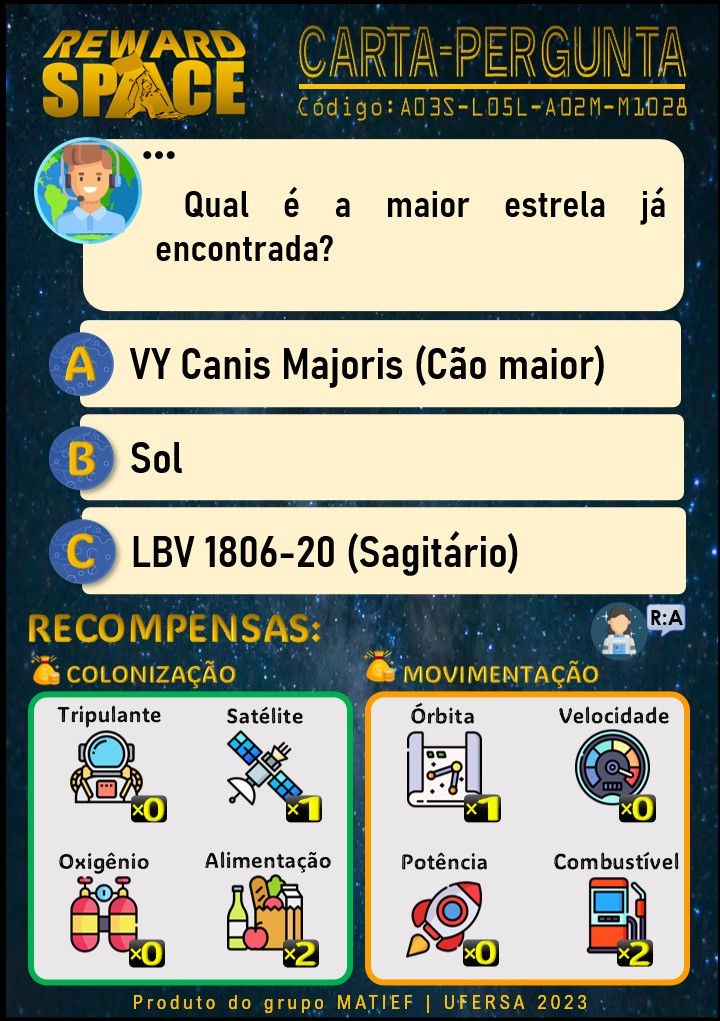 REWARD
SPACE
CARTA-PERGUNTA
Código: A03S-L05L-A02M-M1028
...
Qual é a maior estrela já
encontrada?
A VY Canis Majoris (Cão maior)
B Sol
C LBV 1806-20 (Sagitário)
RECOMPENSAS:
R:A
COLONIZAÇÃO
MOVIMENTAÇÃO
Tripulante
Satélite
Órbita
Velocidade
×0
×1
×1
×0
Oxigênio
Alimentação
Potência
Combustível
×0
×2
×0
×2
Produto do grupo MATIEF | UFERSA 2023